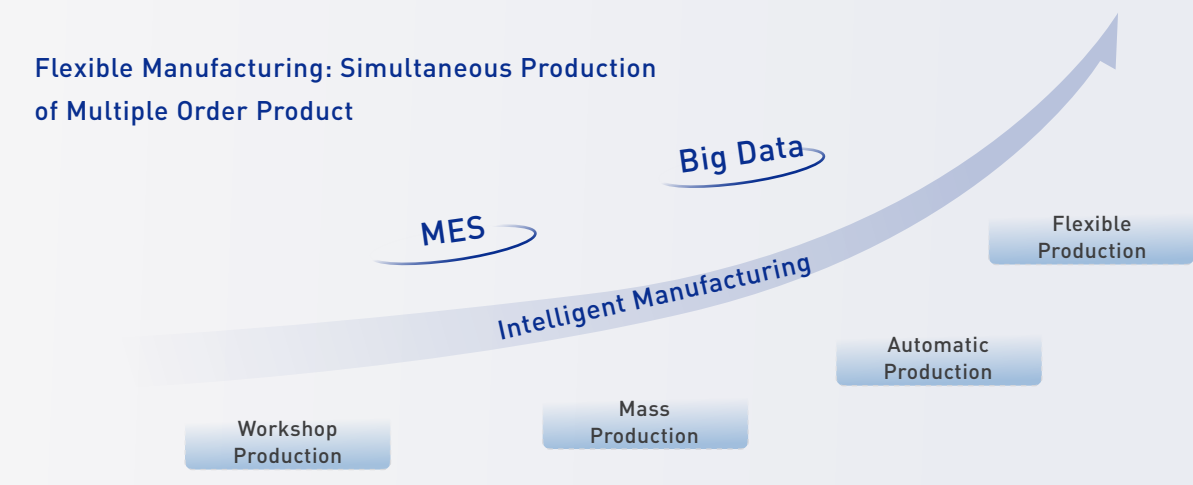 Flexible Manufacturing: Simultaneous Production
of Multiple Order Product
Big Data
MES
Intelligent Manufacturing
Flexible
Production
Automatic
Production
Mass
Production
Workshop
Production